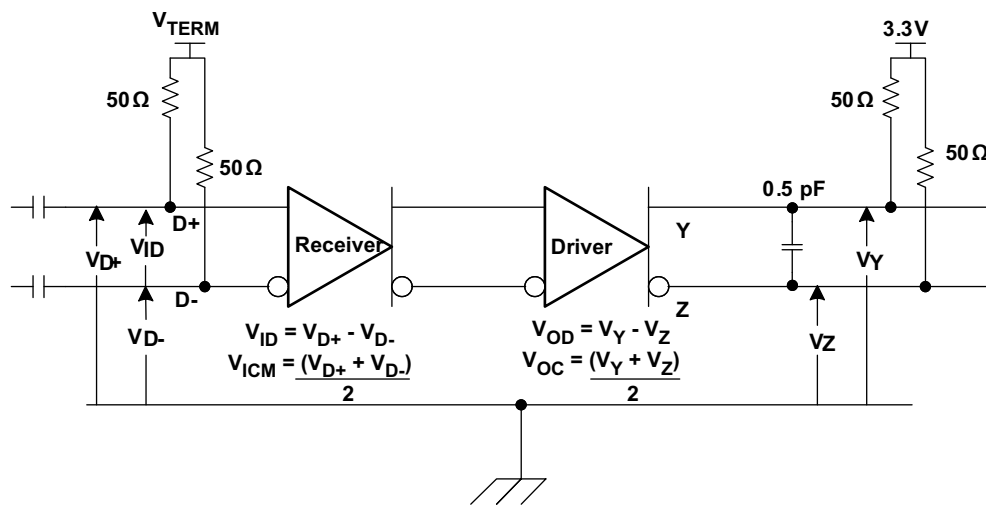 VTERM
3.3V
50Ω
50Ω
50Ω
50Ω
0.5 pF
D+
VID
VD+
Receiver
Driver
Y
VY
D-
Z
VD-
VZ
VID = VD+ - VD-
VICM = (VD+ + VD-)
2
VOD = VY - VZ
VOC = (VY + VZ)
2